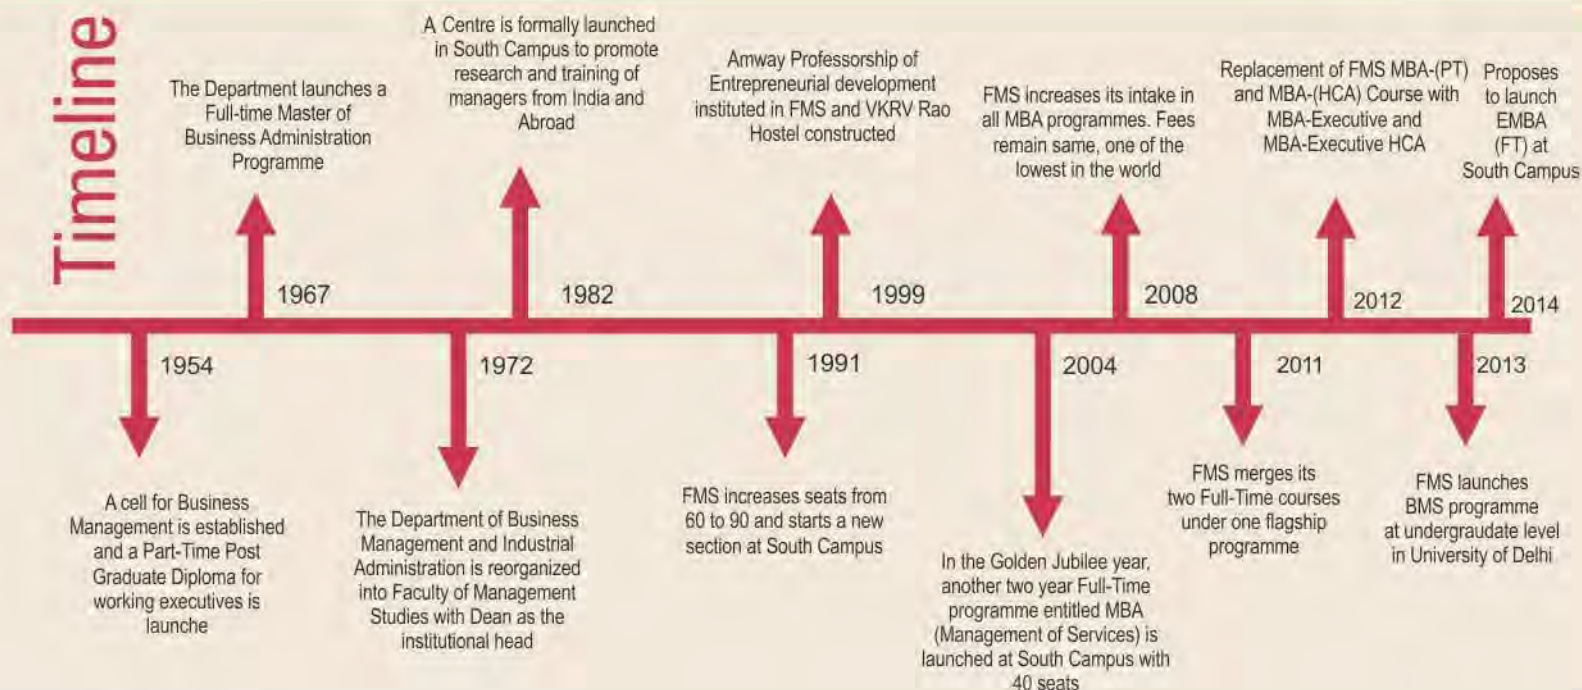 Timeline
The Department launches a
Full-time Master of
Business Administration
Programme
A Centre is formally launched
in South Campus to promote
research and training of
managers from India and
Abroad
Amway Professorship of
Entrepreneurial development
instituted in FMS and VKRV Rao
Hostel constructed
FMS increases its intake in
all MBA programmes. Fees
remain same, one of the
lowest in the world
Replacement of FMS MBA-(PT)
and MBA-(HCA) Course with
MBA-Executive and
MBA-Executive HCA
Proposes
to launch
EMBA
(FT) at
South Campus
1967
1982
1999
2008
2012
2014
1954
1972
1991
2004
2011
2013
A cell for Business
Management is established
and a Part-Time Post
Graduate Diploma for
working executives is
launche
The Department of Business
Management and Industrial
Administration is reorganized
into Faculty of Management
Studies with Dean as the
institutional head
FMS increases seats from
60 to 90 and starts a new
section at South Campus
In the Golden Jubilee year,
another two year Full-Time
programme entitled MBA
(Management of Services) is
launched at South Campus with
40 seats
FMS merges its
two Full-Time courses
under one flagship
programme
FMS launches
BMS programme
at undergraudate level
in University of Delhi